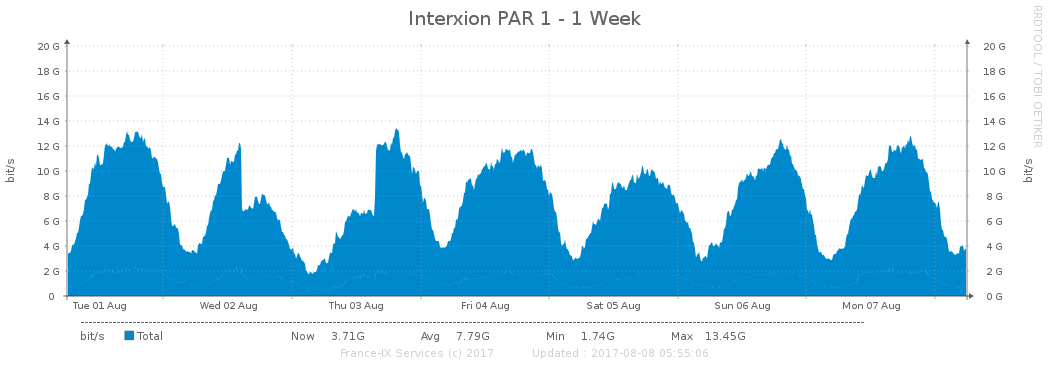 Interxion PAR 1 - 1 Week
RRDTOOL / TOBI OETIKER
20 G 20 G
18 G 18 G
16 G 16 G
14 G 14 G
12 G 12 G
10 G 10 G
8 G 8 G
6 G 6 G
4 G 4 G
2 G 2 G
0 0 G
bit/s
bit/s
Tue 01 Aug Wed 02 Aug Thu 03 Aug Fri 04 Aug Sat 05 Aug Sun 06 Aug Mon 07 Aug
bit/s Total Now 3.71G Avg 7.79G Min 1.74G Max 13.45G
France-IX Services (c) 2017 Updated : 2017-08-08 05:55:06